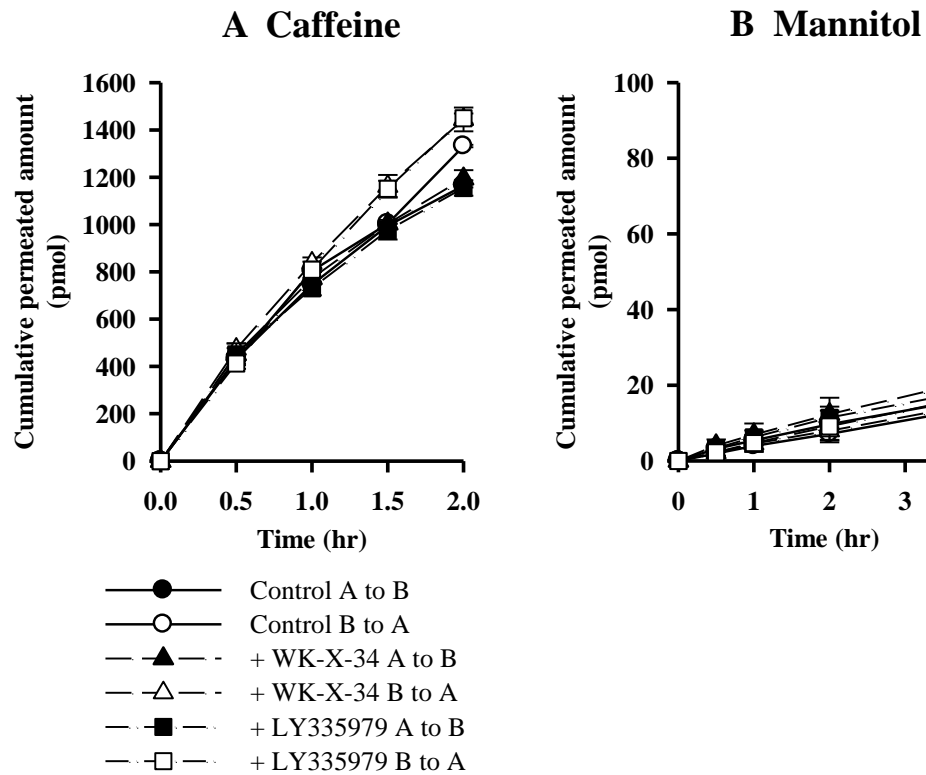 A Caffeine
B Mannitol
Cumulative permeated amount
(pmol)
1600
1400
1200
1000
800
600
400
200
0
0.0 0.5 1.0 1.5 2.0
Time (hr)
Cumulative permeated amount
(pmol)
100
80
60
40
20
0
0 1 2 3
Time (hr)
Control A to B
Control B to A
+ WK-X-34 A to B
+ WK-X-34 B to A
+ LY335979 A to B
+ LY335979 B to A